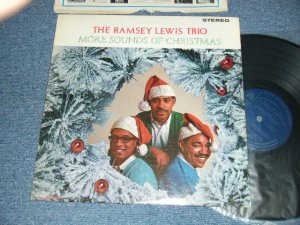 STEREO
THE RAMSEY LEWIS TRIO
MORE SOUNDS OF CHRISTMAS